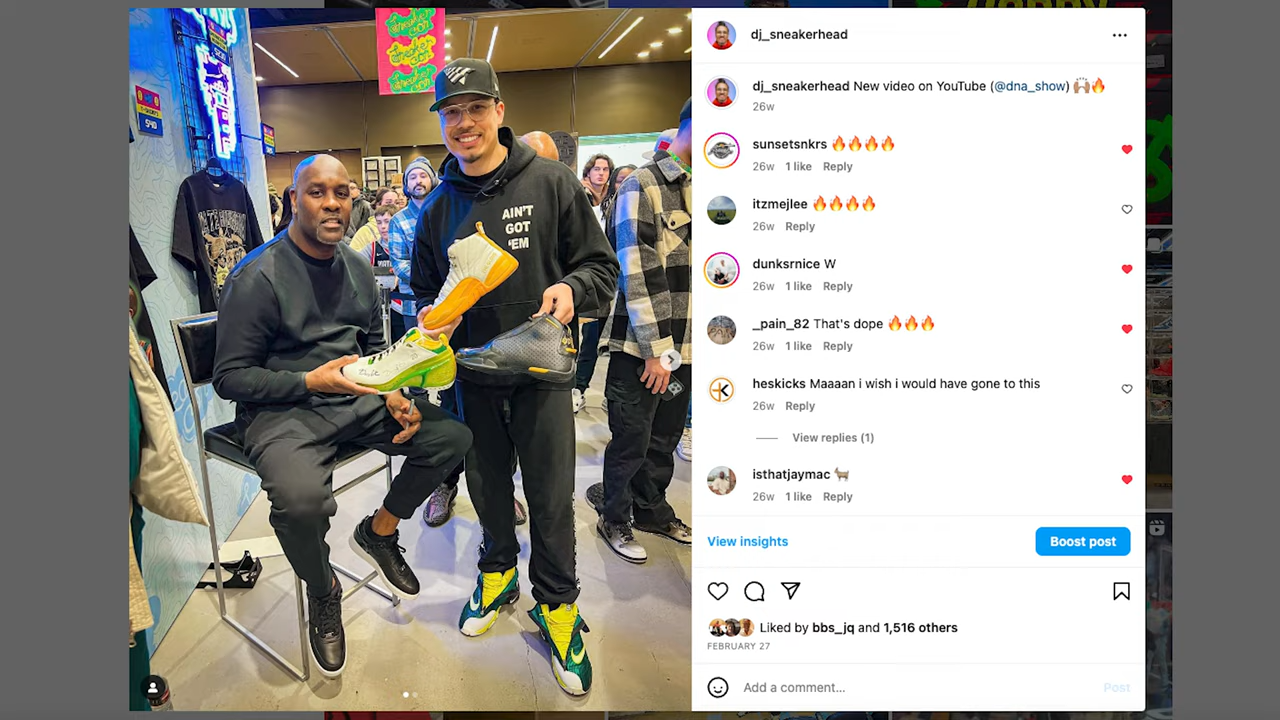 dj_sneakerhead
dj_sneakerhead New video on YouTube (@dna_show) 🙌🏽🔥
26w
sunsetsnkrs 🔥🔥🔥🔥
26w 1 like Reply
itzmejlee 🔥🔥🔥🔥
26w Reply
dunksrnice W
26w 1 like Reply
_pain_82 That's dope 🔥🔥🔥
26w 1 like Reply
heskicks Maaaan i wish i would have gone to this
26w Reply
View replies (1)
isthatjaymac 🐐
26w 1 like Reply
View insights
Boost post
Liked by bbs_jq and 1,516 others
FEBRUARY 27
Add a comment...
Post
AIN'T
GOT
'EM
T-SHIRTS
$40